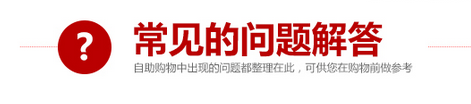 ?
常见的问题解答
自助购物中出现的问题都整理在此，可供您在购物前做参考